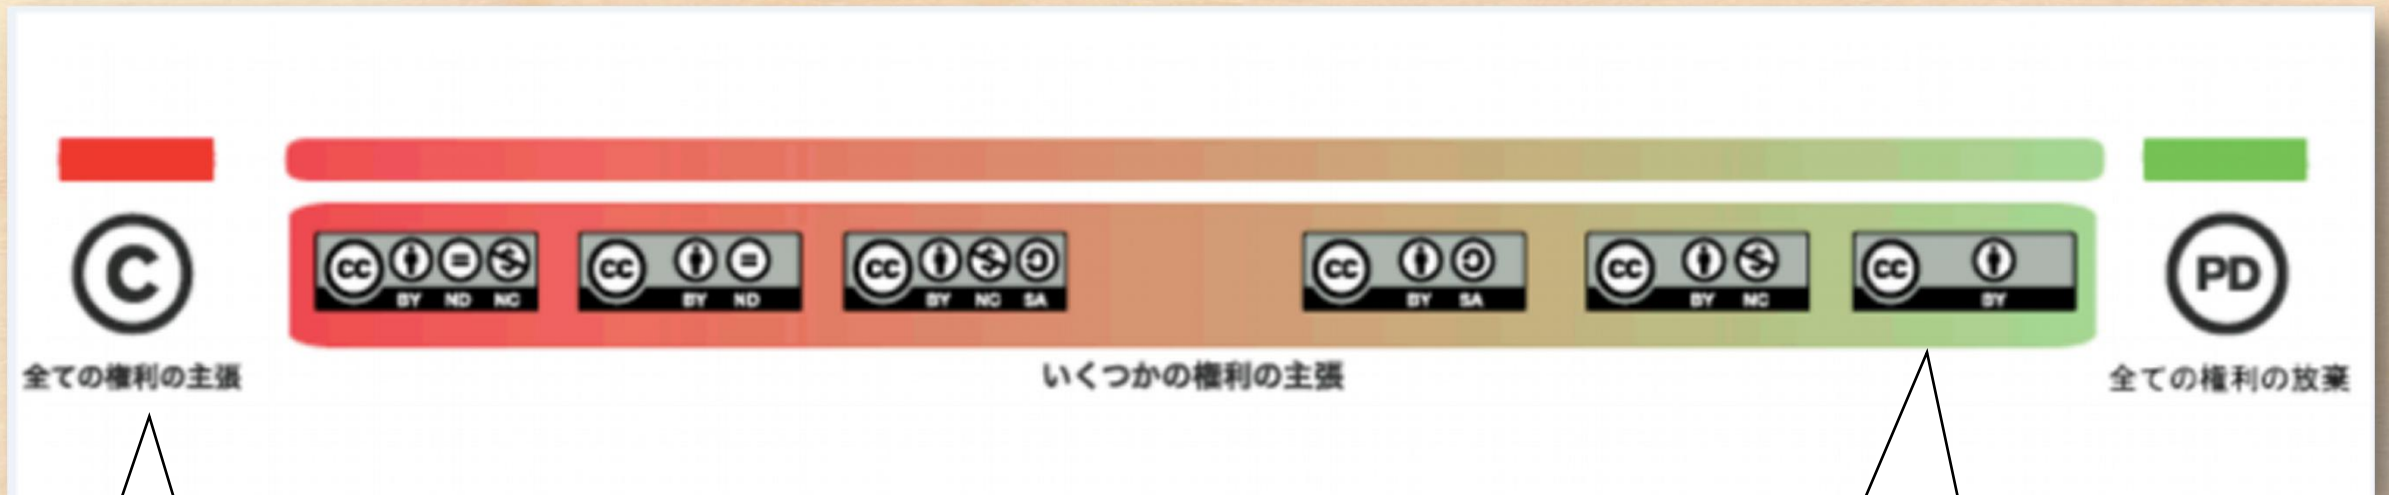 C
cc BY ND NC
cc BY ND
cc BY NC SA
cc BY SA
cc BY NC
cc BY
PD
全ての権利の主張
いくつかの権利の主張
全ての権利の放棄